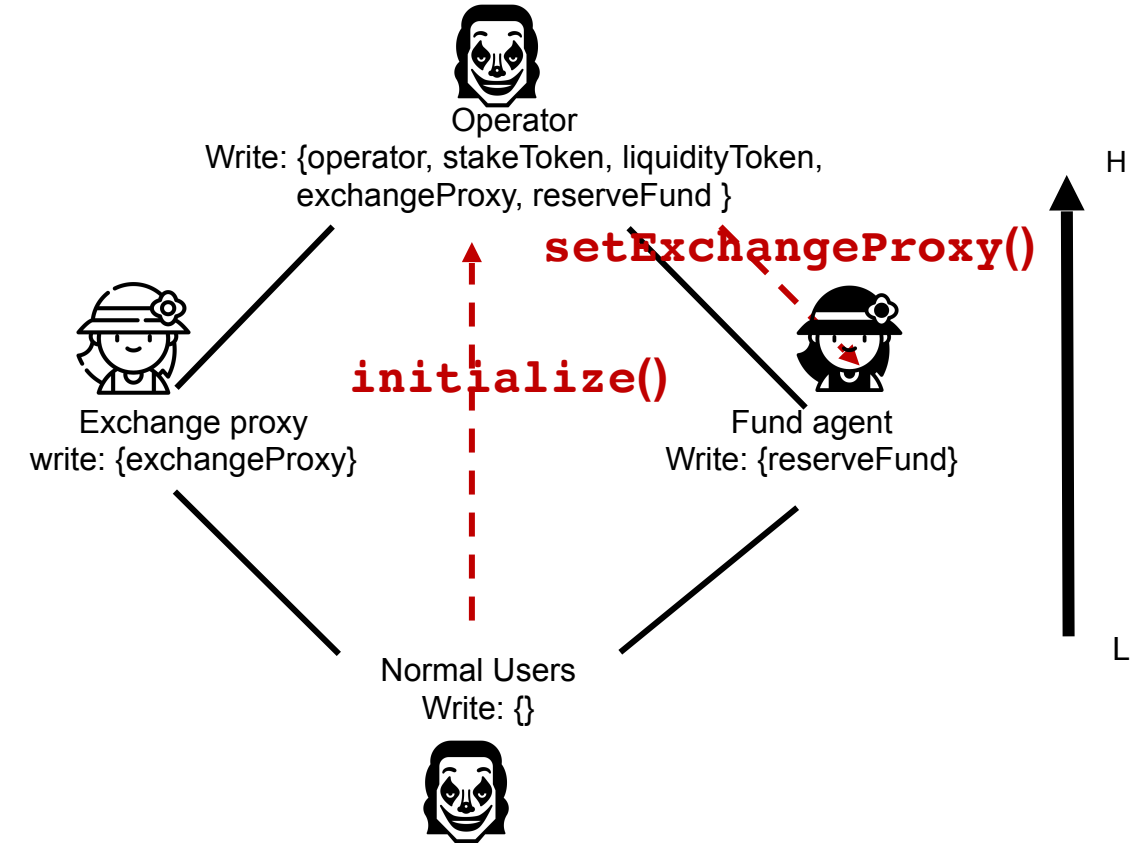 Operator
Write: {operator, stakeToken, liquidityToken,
exchangeProxy, reserveFund }
H
setExchangeProxy()
initialize()
Exchange proxy
write: {exchangeProxy}
Fund agent
Write: {reserveFund}
Normal Users
Write: {}
L